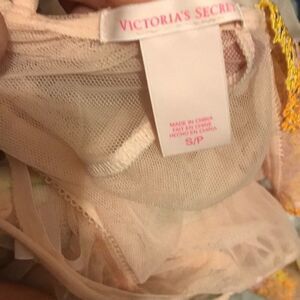 VICTORIA'S SECRET
MADE IN CHINA
FAIT EN CHINE
HECHO EN CHINA
S/P